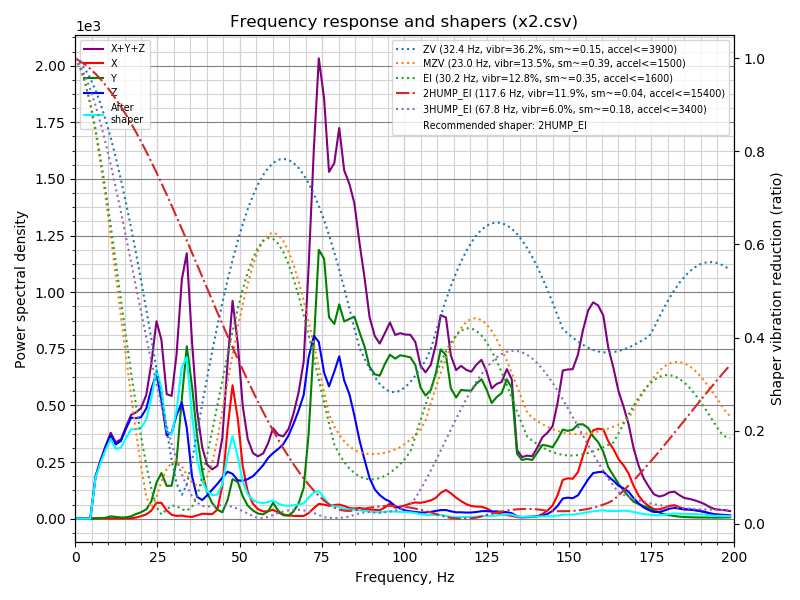 Frequency response and shapers (x2.csv)
1e3
X+Y+Z
X
Y
Z
After
shaper
ZV (32.4 Hz, vibr=36.2%, sm~=0.15, accel<=3900)
MZV (23.0 Hz, vibr=13.5%, sm~=0.39, accel<=1500)
EI (30.2 Hz, vibr=12.8%, sm~=0.35, accel<=1600)
2HUMP_EI (117.6 Hz, vibr=11.9%, sm~=0.04, accel<=15400)
3HUMP_EI (67.8 Hz, vibr=6.0%, sm~=0.18, accel<=3400)
Recommended shaper: 2HUMP_EI
Power spectral density
2.00
1.75
1.50
1.25
1.00
0.75
0.50
0.25
0.00
1.0
0.8
0.6
0.4
0.2
0.0
Shaper vibration reduction (ratio)
0 25 50 75 100 125 150 175 200
Frequency, Hz